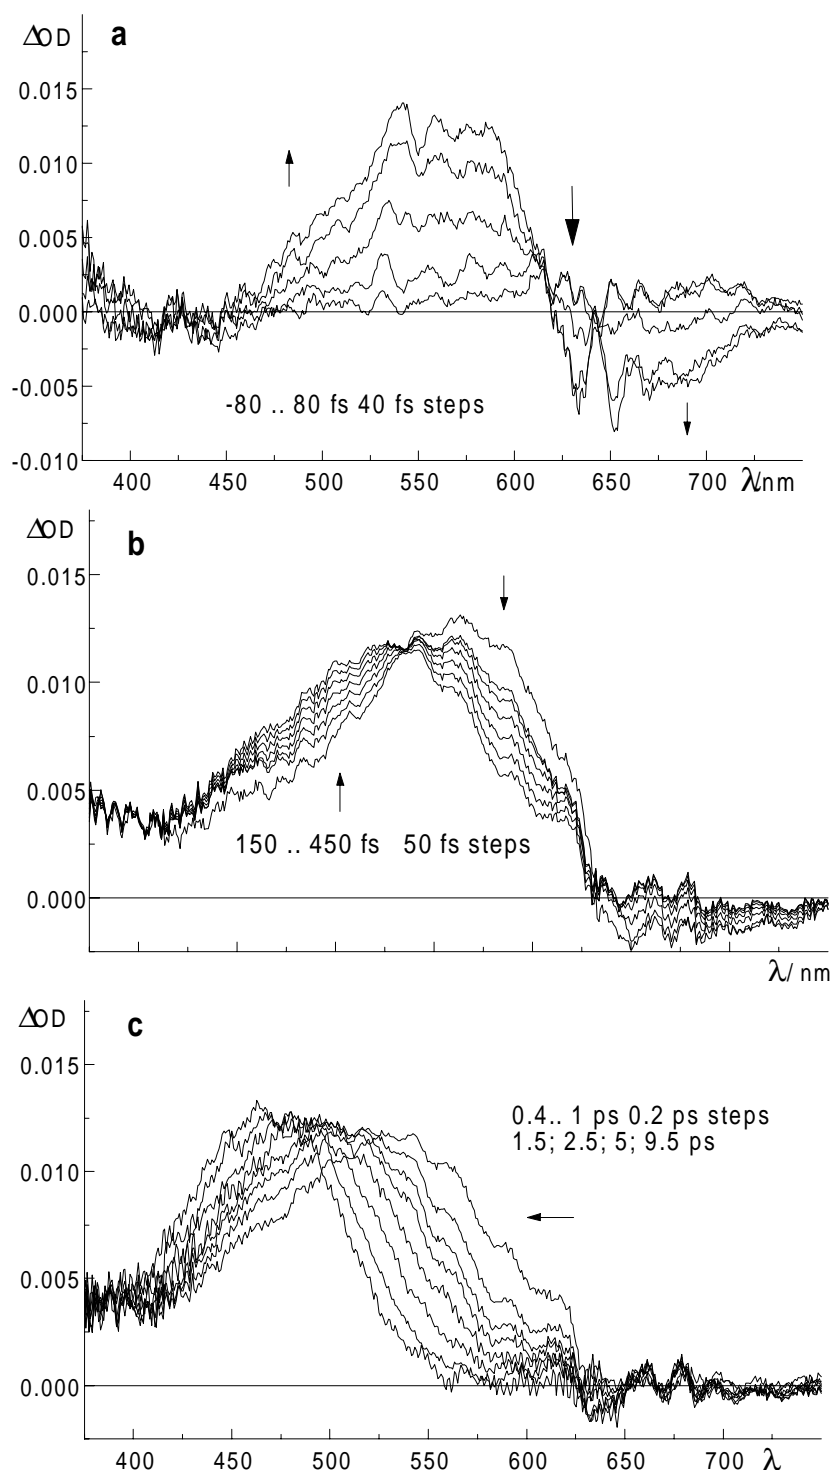 ΔOD
a
0.015
0.010
0.005
0.000
-0.005
-0.010
-80 .. 80 fs 40 fs steps
400 450 500 550 600 650 700 λ/nm
ΔOD
b
0.015
0.010
0.005
0.000
150 .. 450 fs 50 fs steps
λ/ nm
ΔOD
c
0.015
0.4.. 1 ps 0.2 ps steps
1.5; 2.5; 5; 9.5 ps
0.010
0.005
0.000
400 450 500 550 600 650 700 λ